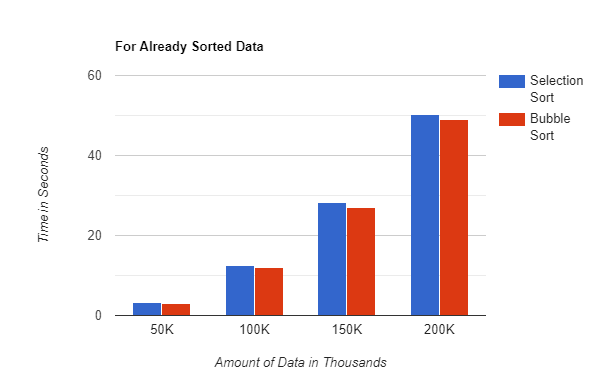 For Already Sorted Data
60
40
20
0
Time in Seconds
50K
100K
150K
200K
Amount of Data in Thousands
Selection
Sort
Bubble
Sort